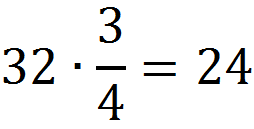 32 · 3/4 = 24